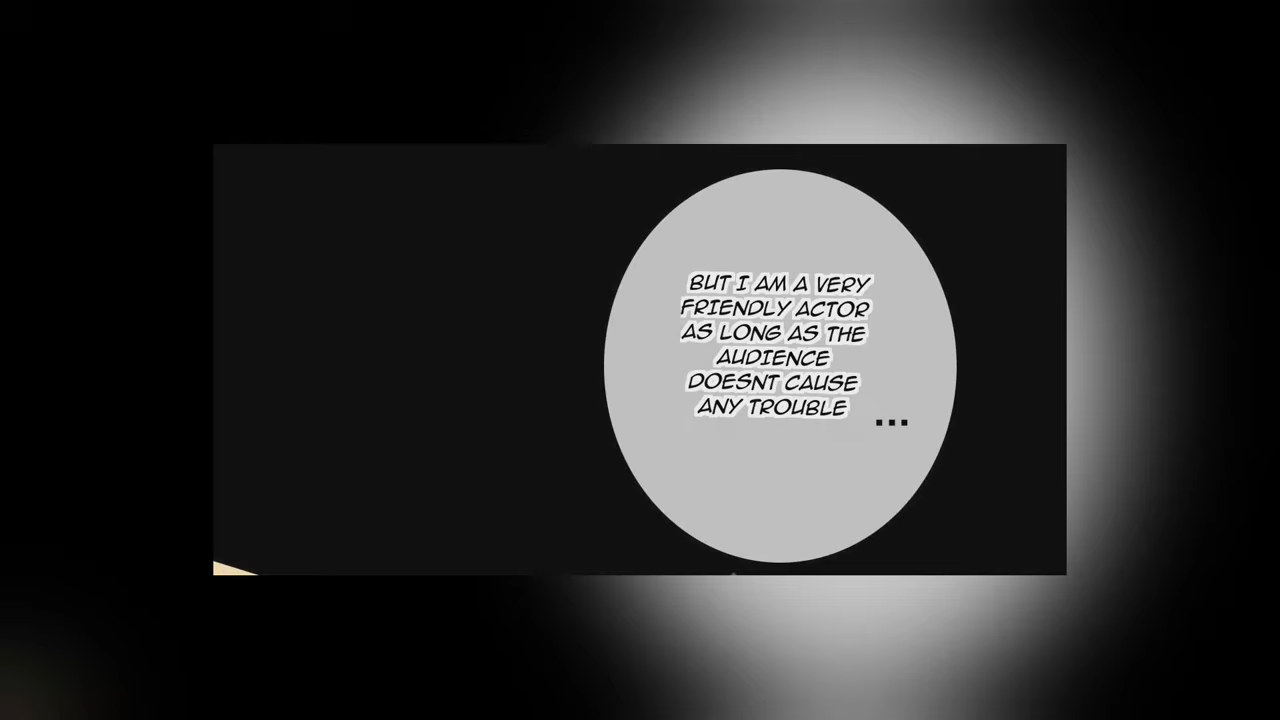 BUT I AM A VERY
FRIENDLY ACTOR
AS LONG AS THE
AUDIENCE
DOESNT CAUSE
ANY TROUBLE
...